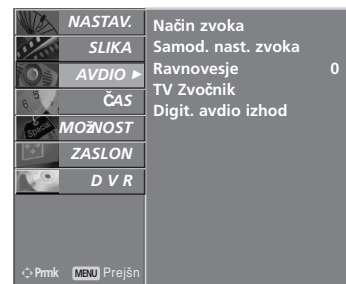 NASTAV.
SLIKA
AVDIO ►
ČAS
MOŽNOST
ZASLON
D V R
Način zvoka
Samod. nast. zvoka
Ravnovesje 0
TV Zvočnik
Digit. avdio izhod
Prmk MENU Prejšn